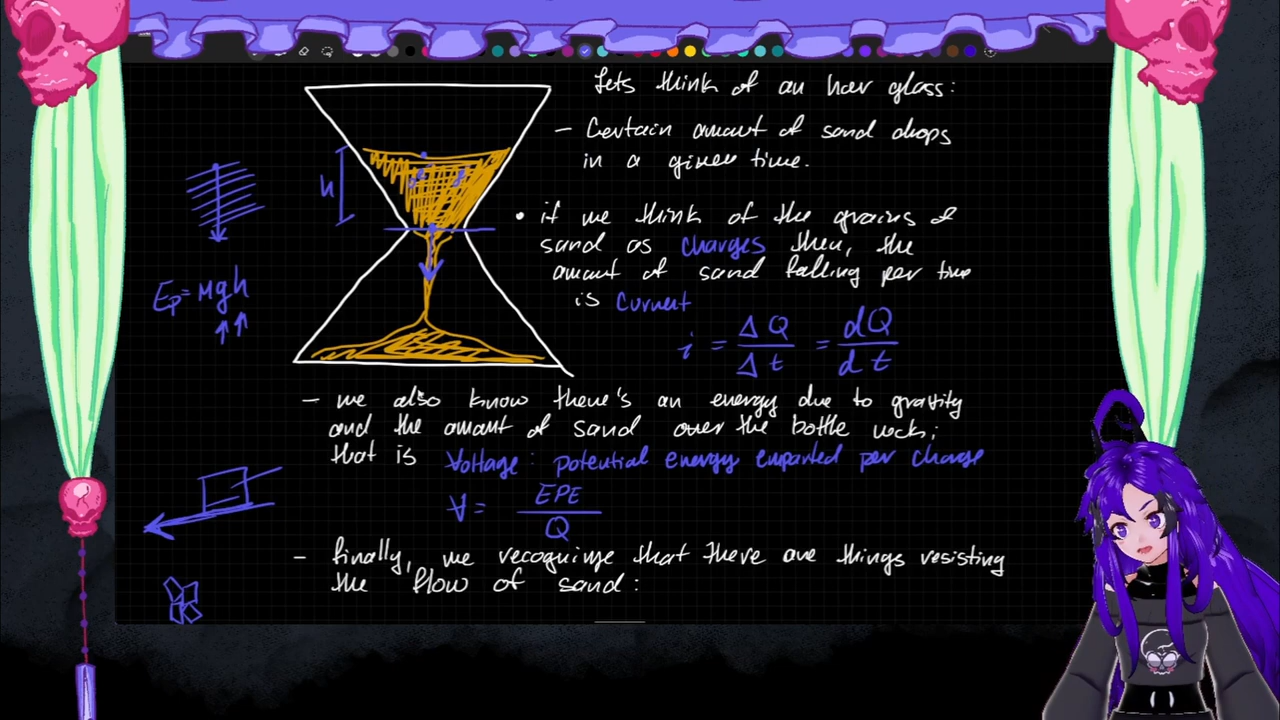 Lets think of an hour glass:
- Certain amount of sand drops
in a given time.
h
• if we think of the grains of
sand as charges then, the
amount of sand falling per time
is Current
Ep = mgh
i = ΔQ / Δt = dQ / dt
- we also know there's an energy due to gravity
and the amount of sand over the bottle neck;
that is Voltage: potential energy emparted per charge
V = EPE / Q
- finally, we recognize that there are things resisting
the flow of sand: